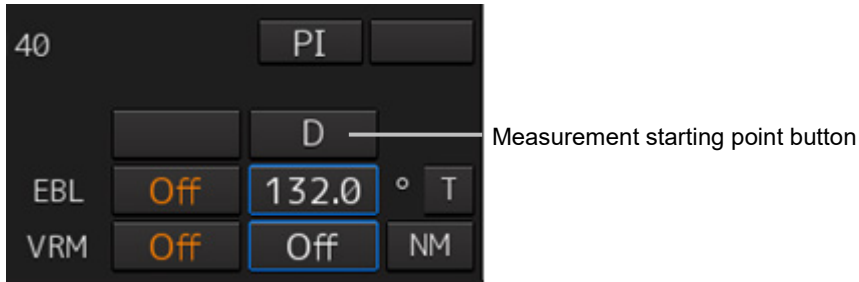 40 PI
D Measurement starting point button
EBL Off 132.0 ° T
VRM Off Off NM